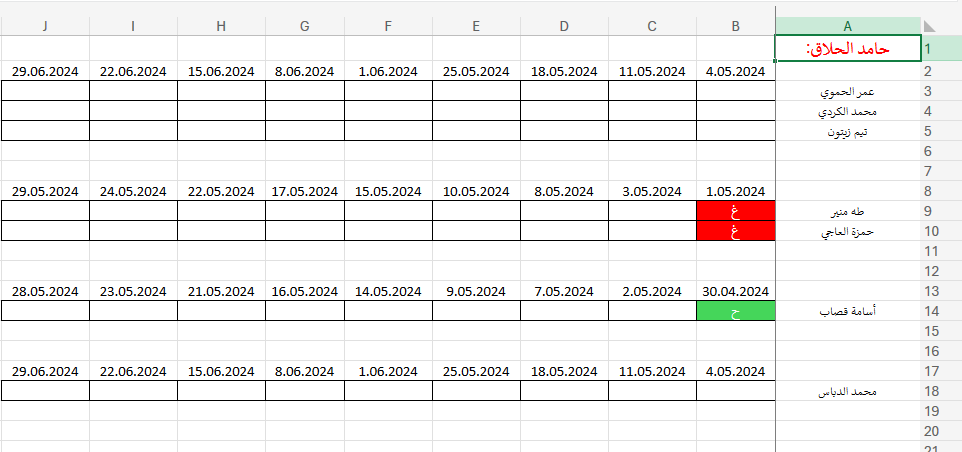 A B C D E F G H I J
1 حامد الحلاق:
2 4.05.2024 11.05.2024 18.05.2024 25.05.2024 1.06.2024 8.06.2024 15.06.2024 22.06.2024 29.06.2024
3 عمر الحموي
4 محمد الكردي
5 تيم زيتون
6
7
8 1.05.2024 3.05.2024 8.05.2024 10.05.2024 15.05.2024 17.05.2024 22.05.2024 24.05.2024 29.05.2024
9 طه منير غ
10 حمزة العاجي غ
11
12
13 30.04.2024 2.05.2024 7.05.2024 9.05.2024 14.05.2024 16.05.2024 21.05.2024 23.05.2024 28.05.2024
14 أسامة قصاب ح
15
16
17 4.05.2024 11.05.2024 18.05.2024 25.05.2024 1.06.2024 8.06.2024 15.06.2024 22.06.2024 29.06.2024
18 محمد الدباس
19
20
21